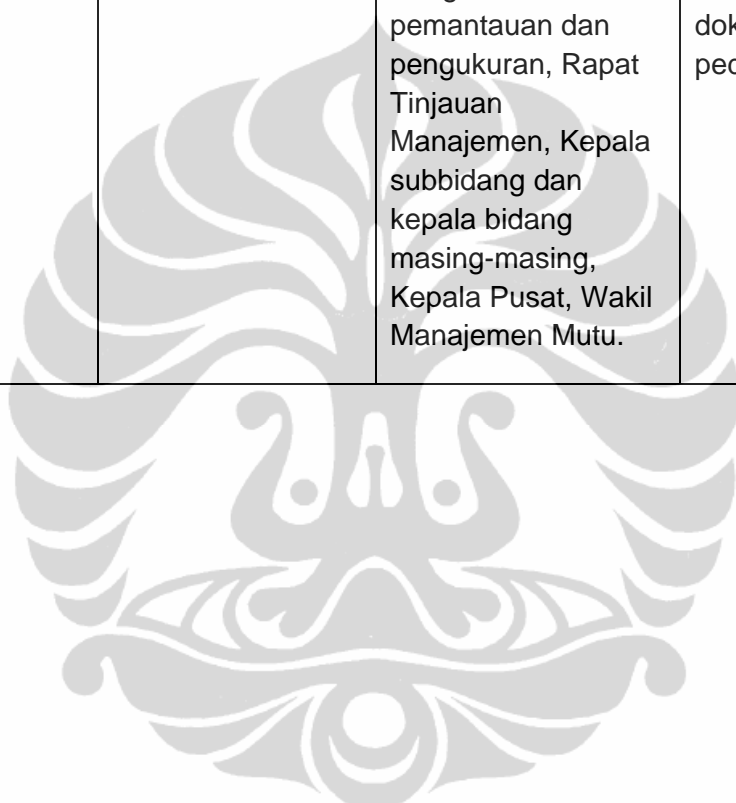 pemantauan dan
pengukuran, Rapat
Tinjauan
Manajemen, Kepala
subbidang dan
kepala bidang
masing-masing,
Kepala Pusat, Wakil
Manajemen Mutu.